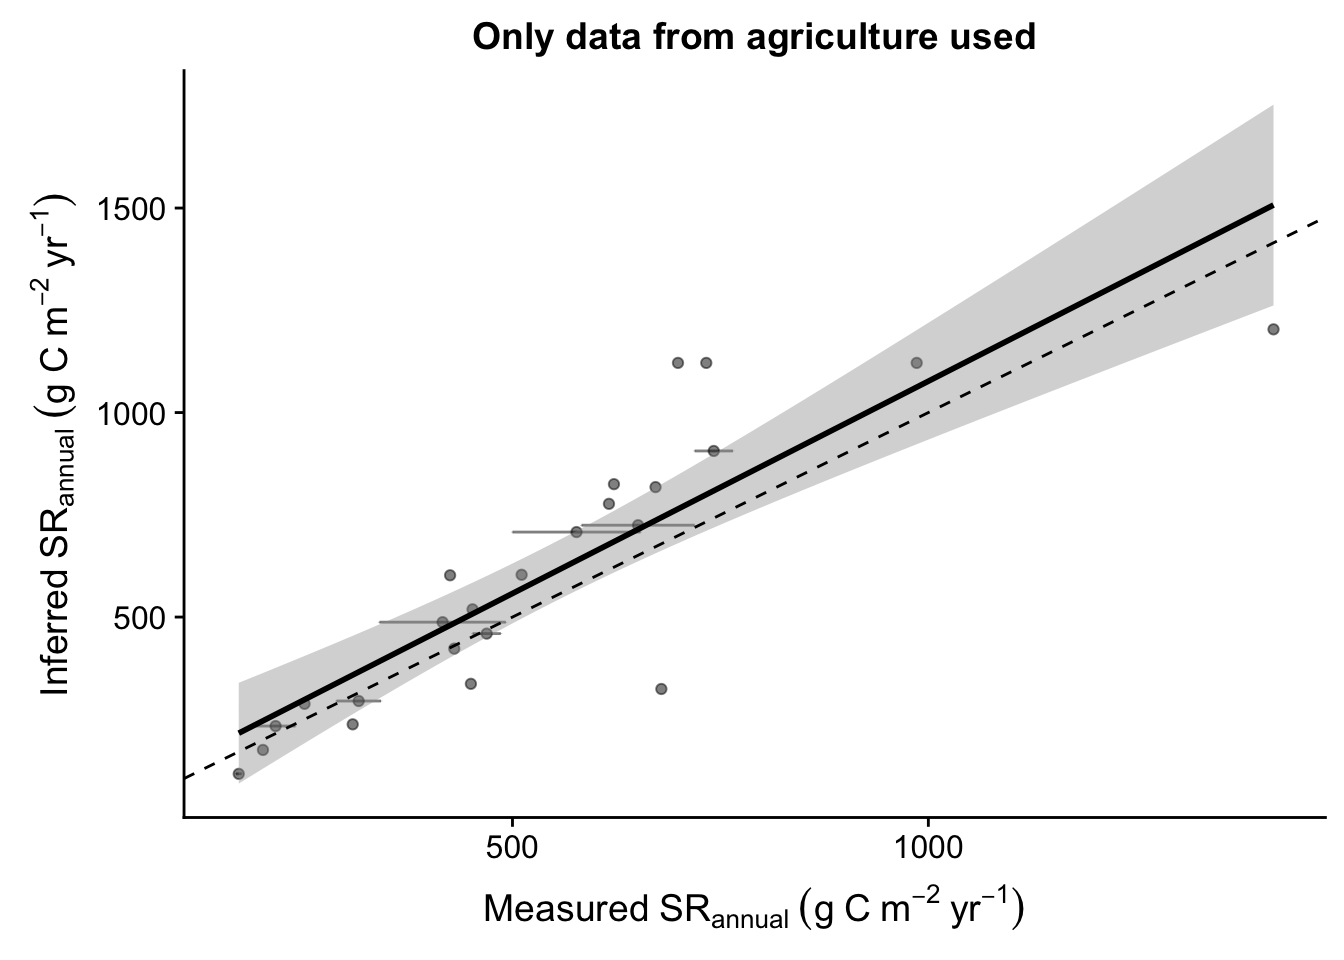 Only data from agriculture used
Inferred SRannual (g C m−2 yr−1)
1500
1000
500
500
1000
Measured SRannual (g C m−2 yr−1)